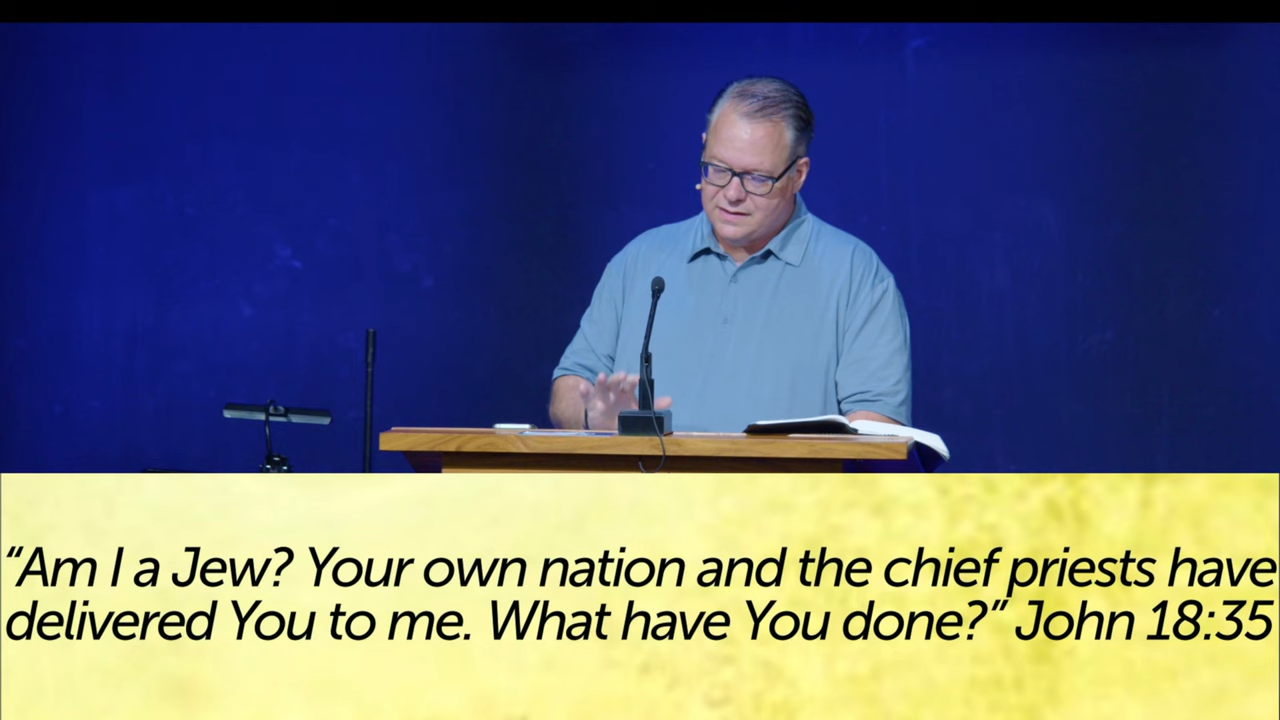 “Am I a Jew? Your own nation and the chief priests have
delivered You to me. What have You done?” John 18:35